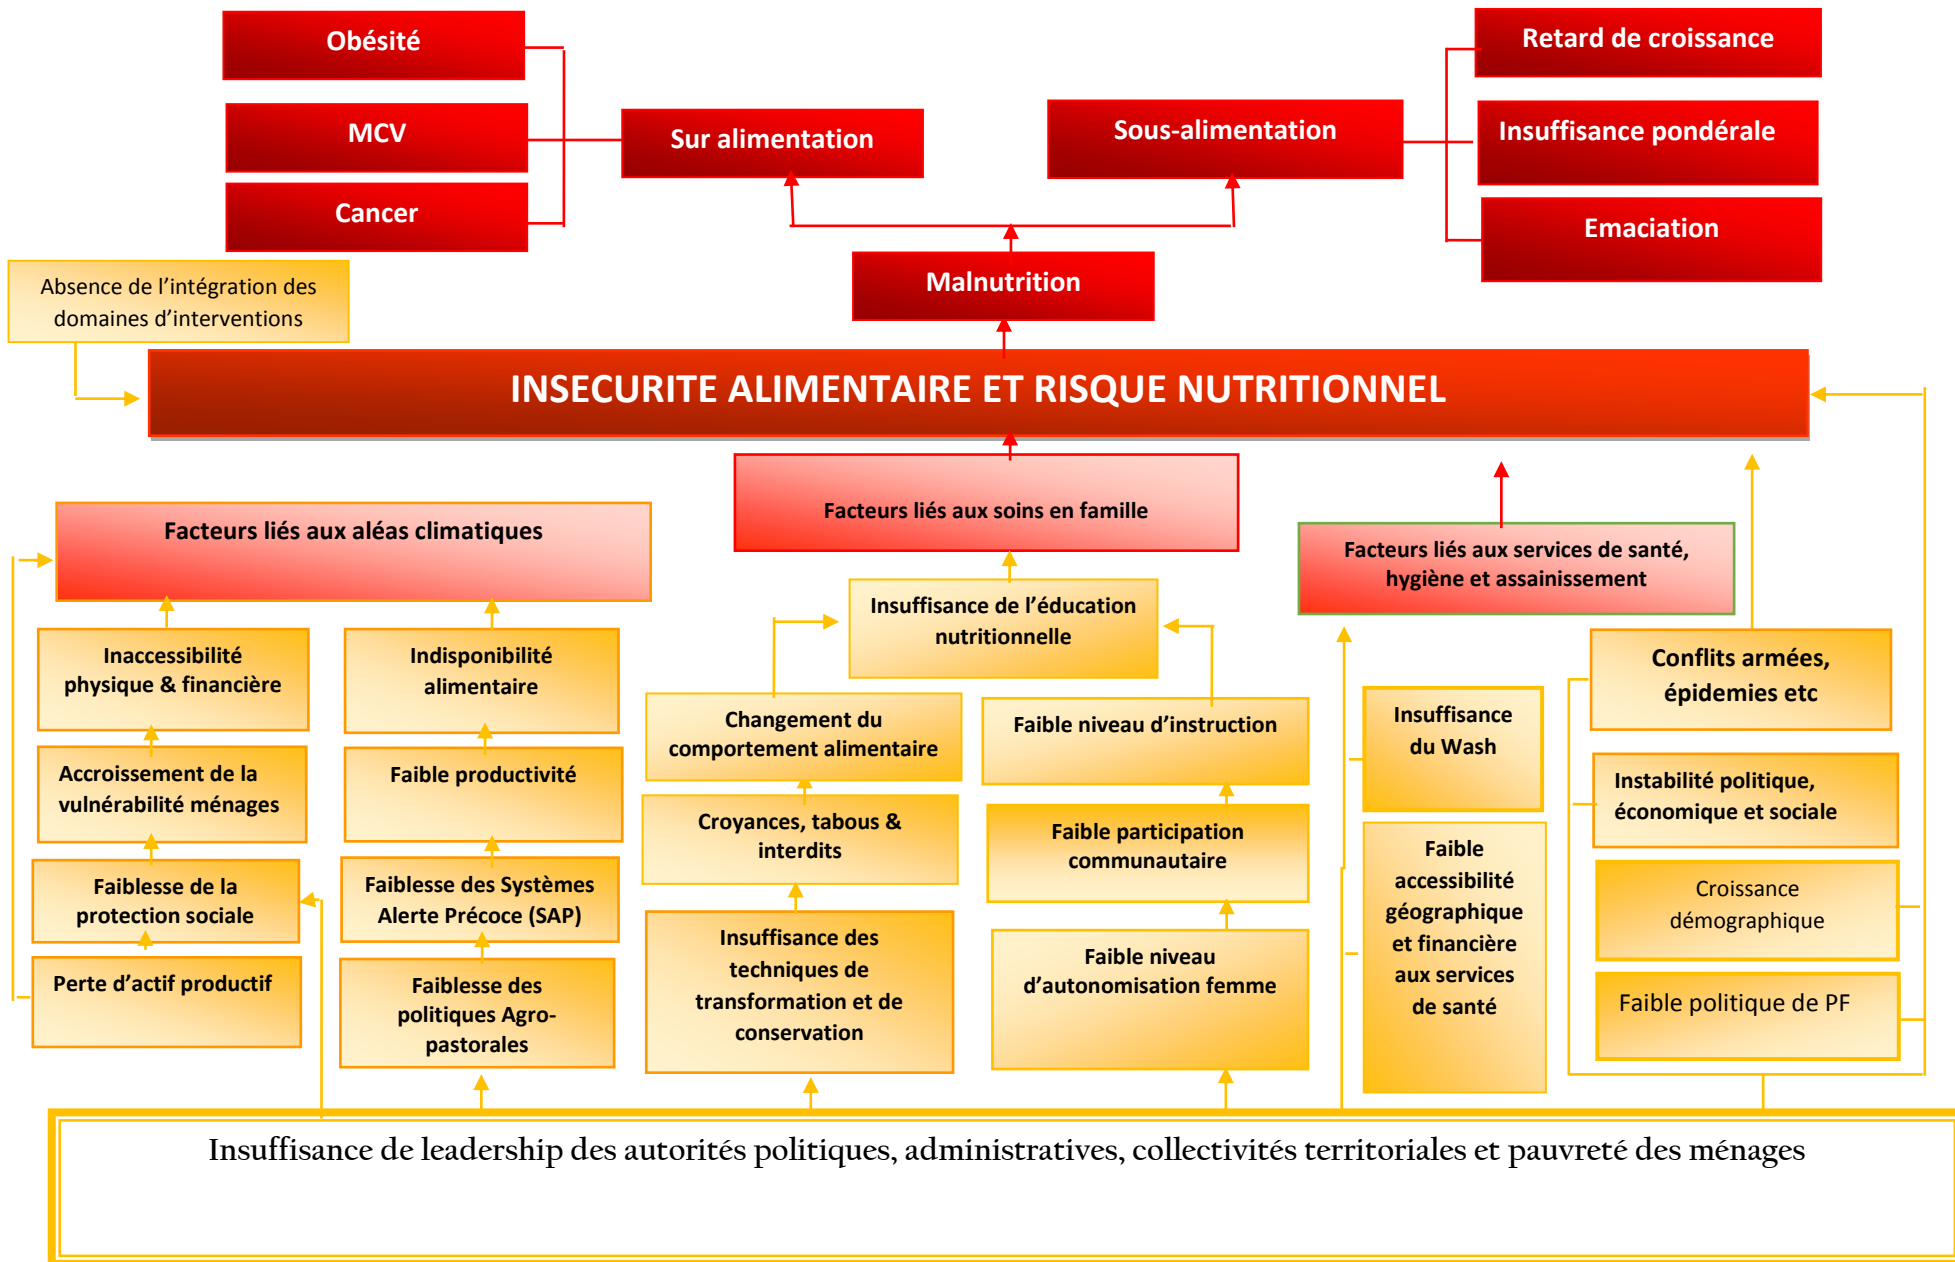 Obésité
MCV
Cancer
Sur alimentation
Sous-alimentation
Retard de croissance
Insuffisance pondérale
Emaciation
Malnutrition
Absence de l'intégration des
domaines d'interventions
INSECURITE ALIMENTAIRE ET RISQUE NUTRITIONNEL
Facteurs liés aux aléas climatiques
Facteurs liés aux soins en famille
Facteurs liés aux services de santé,
hygiène et assainissement
Inaccessibilité
physique & financière
Accroissement de la
vulnérabilité ménages
Faiblesse de la
protection sociale
Perte d'actif productif
Indisponibilité
alimentaire
Faible productivité
Faiblesse des Systèmes
Alerte Précoce (SAP)
Faiblesse des
politiques Agro-
pastorales
Insuffisance de l'éducation
nutritionnelle
Changement du
comportement alimentaire
Croyances, tabous &
interdits
Insuffisance des
techniques de
transformation et de
conservation
Faible niveau d'instruction
Faible participation
communautaire
Faible niveau
d'autonomisation femme
Insuffisance
du Wash
Faible
accessibilité
géographique
et financière
aux services
de santé
Conflits armées,
épidemies etc
Instabilité politique,
économique et sociale
Croissance
démographique
Faible politique de PF
Insuffisance de leadership des autorités politiques, administratives, collectivités territoriales et pauvreté des ménages